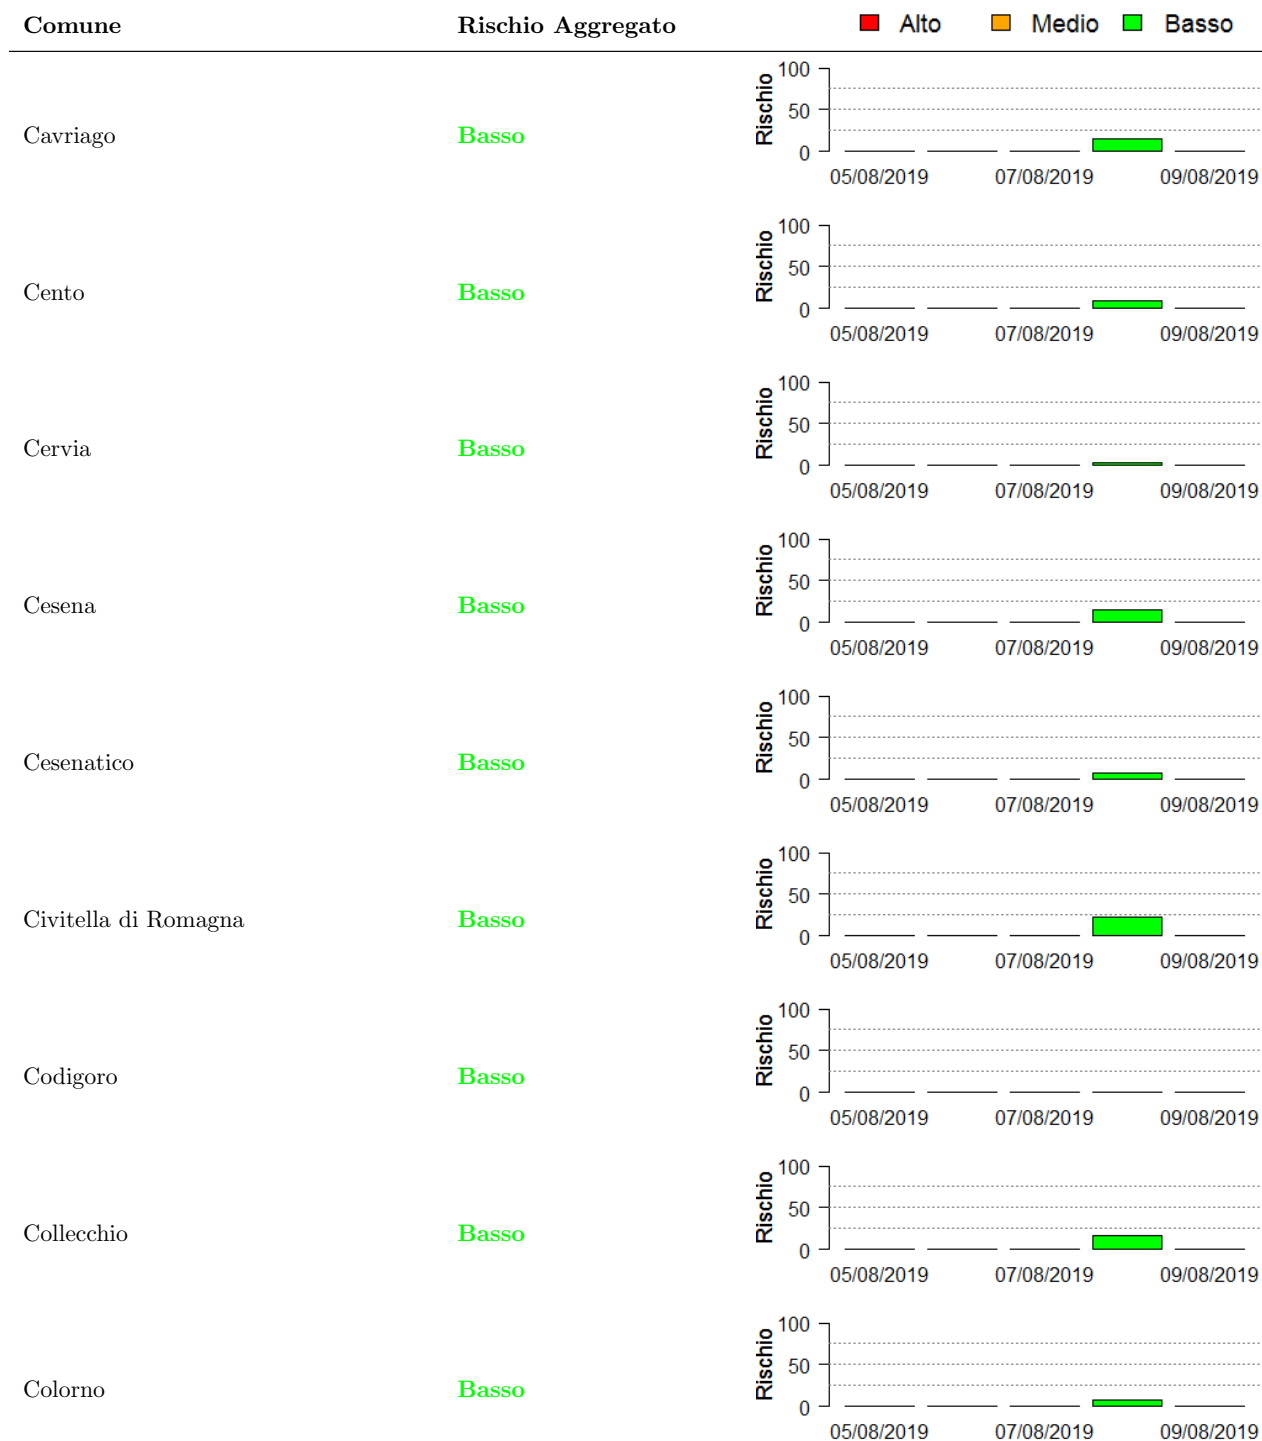 Comune Rischio Aggregato Alto Medio Basso
Cavriago Basso
Rischio
100
50
0
05/08/2019 07/08/2019 09/08/2019
Cento Basso
Rischio
100
50
0
05/08/2019 07/08/2019 09/08/2019
Cervia Basso
Rischio
100
50
0
05/08/2019 07/08/2019 09/08/2019
Cesena Basso
Rischio
100
50
0
05/08/2019 07/08/2019 09/08/2019
Cesenatico Basso
Rischio
100
50
0
05/08/2019 07/08/2019 09/08/2019
Civitella di Romagna Basso
Rischio
100
50
0
05/08/2019 07/08/2019 09/08/2019
Codigoro Basso
Rischio
100
50
0
05/08/2019 07/08/2019 09/08/2019
Collecchio Basso
Rischio
100
50
0
05/08/2019 07/08/2019 09/08/2019
Colorno Basso
Rischio
100
50
0
05/08/2019 07/08/2019 09/08/2019